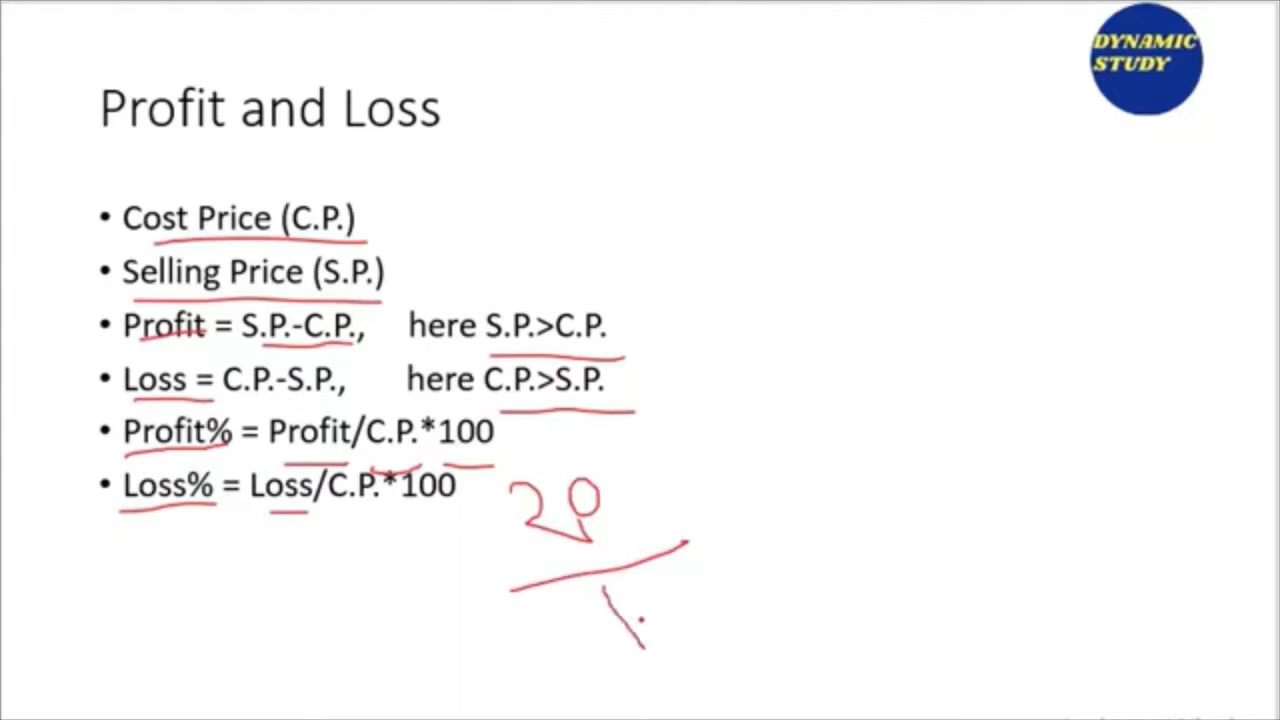 DYNAMIC
STUDY
Profit and Loss
• Cost Price (C.P.)
• Selling Price (S.P.)
• Profit = S.P.-C.P., here S.P.>C.P.
• Loss = C.P.-S.P., here C.P.>S.P.
• Profit% = Profit/C.P.*100
• Loss% = Loss/C.P.*100
20